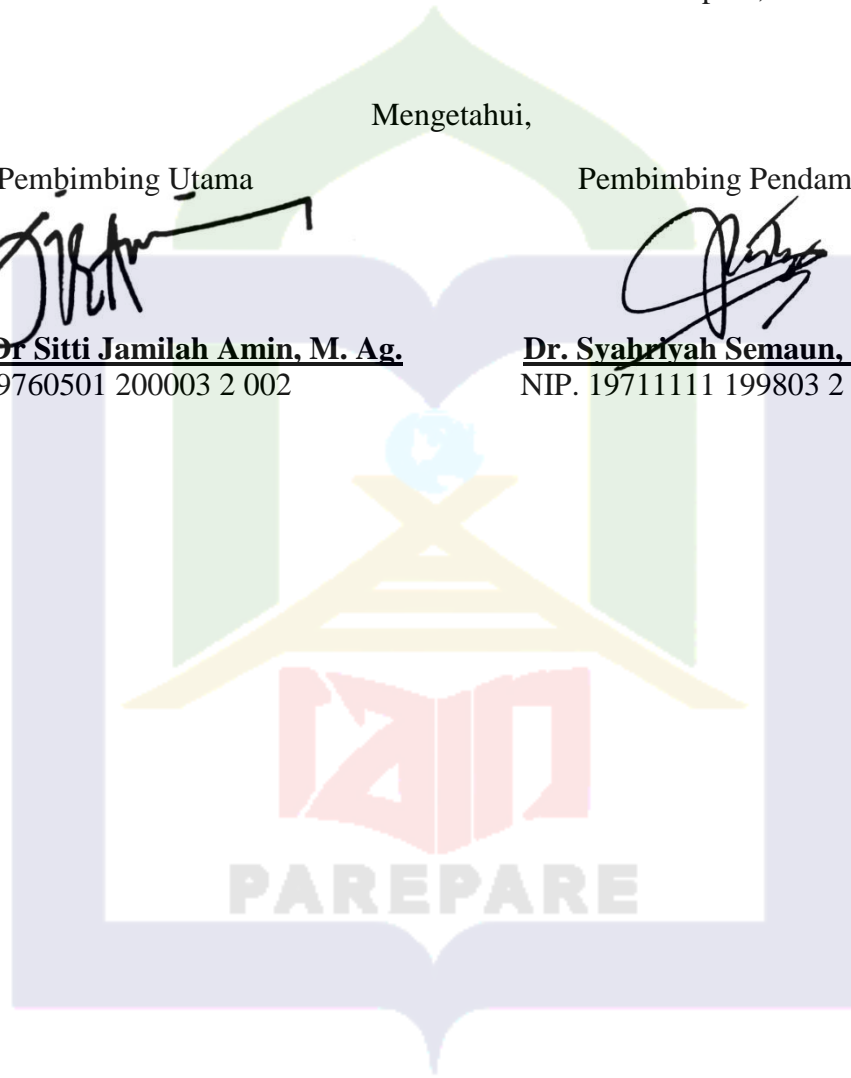 Mengetahui,
Pembimbing Utama
Pembimbing Pendam
Dr Sitti Jamilah Amin, M. Ag.
Dr. Syahriyah Semaun,
9760501 200003 2 002
NIP. 19711111 199803 2
iain
PAREPARE